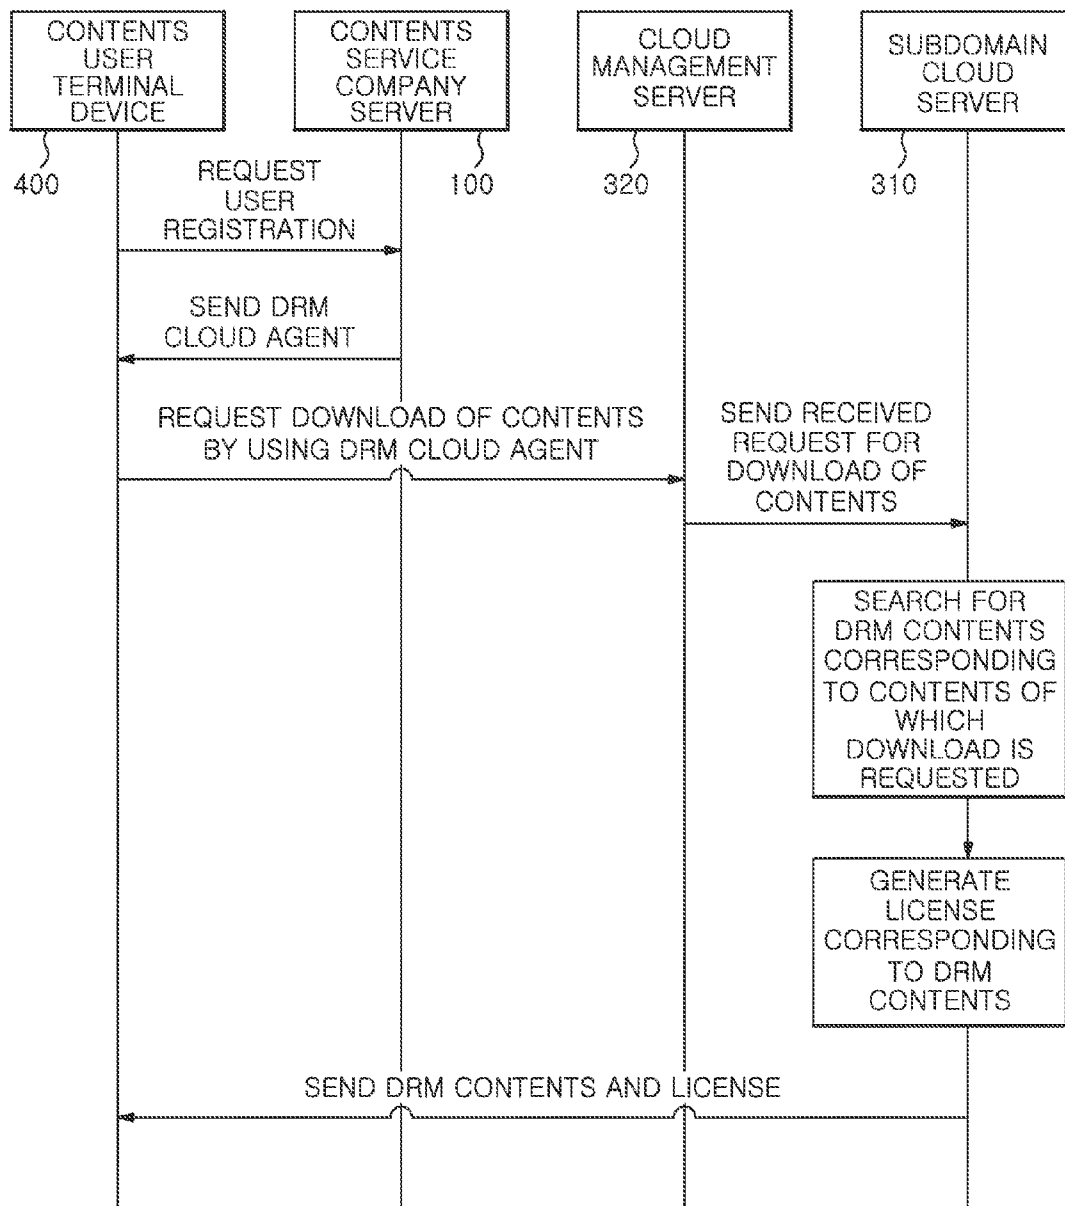 CONTENTS
USER
TERMINAL
DEVICE
CONTENTS
SERVICE
COMPANY
SERVER
CLOUD
MANAGEMENT
SERVER
SUBDOMAIN
CLOUD
SERVER
400
100
320
310
REQUEST
USER
REGISTRATION
SEND DRM
CLOUD AGENT
REQUEST DOWNLOAD OF CONTENTS
BY USING DRM CLOUD AGENT
SEND RECEIVED
REQUEST FOR
DOWNLOAD OF
CONTENTS
SEARCH FOR
DRM CONTENTS
CORRESPONDING
TO CONTENTS OF
WHICH
DOWNLOAD IS
REQUESTED
GENERATE
LICENSE
CORRESPONDING
TO DRM
CONTENTS
SEND DRM CONTENTS AND LICENSE